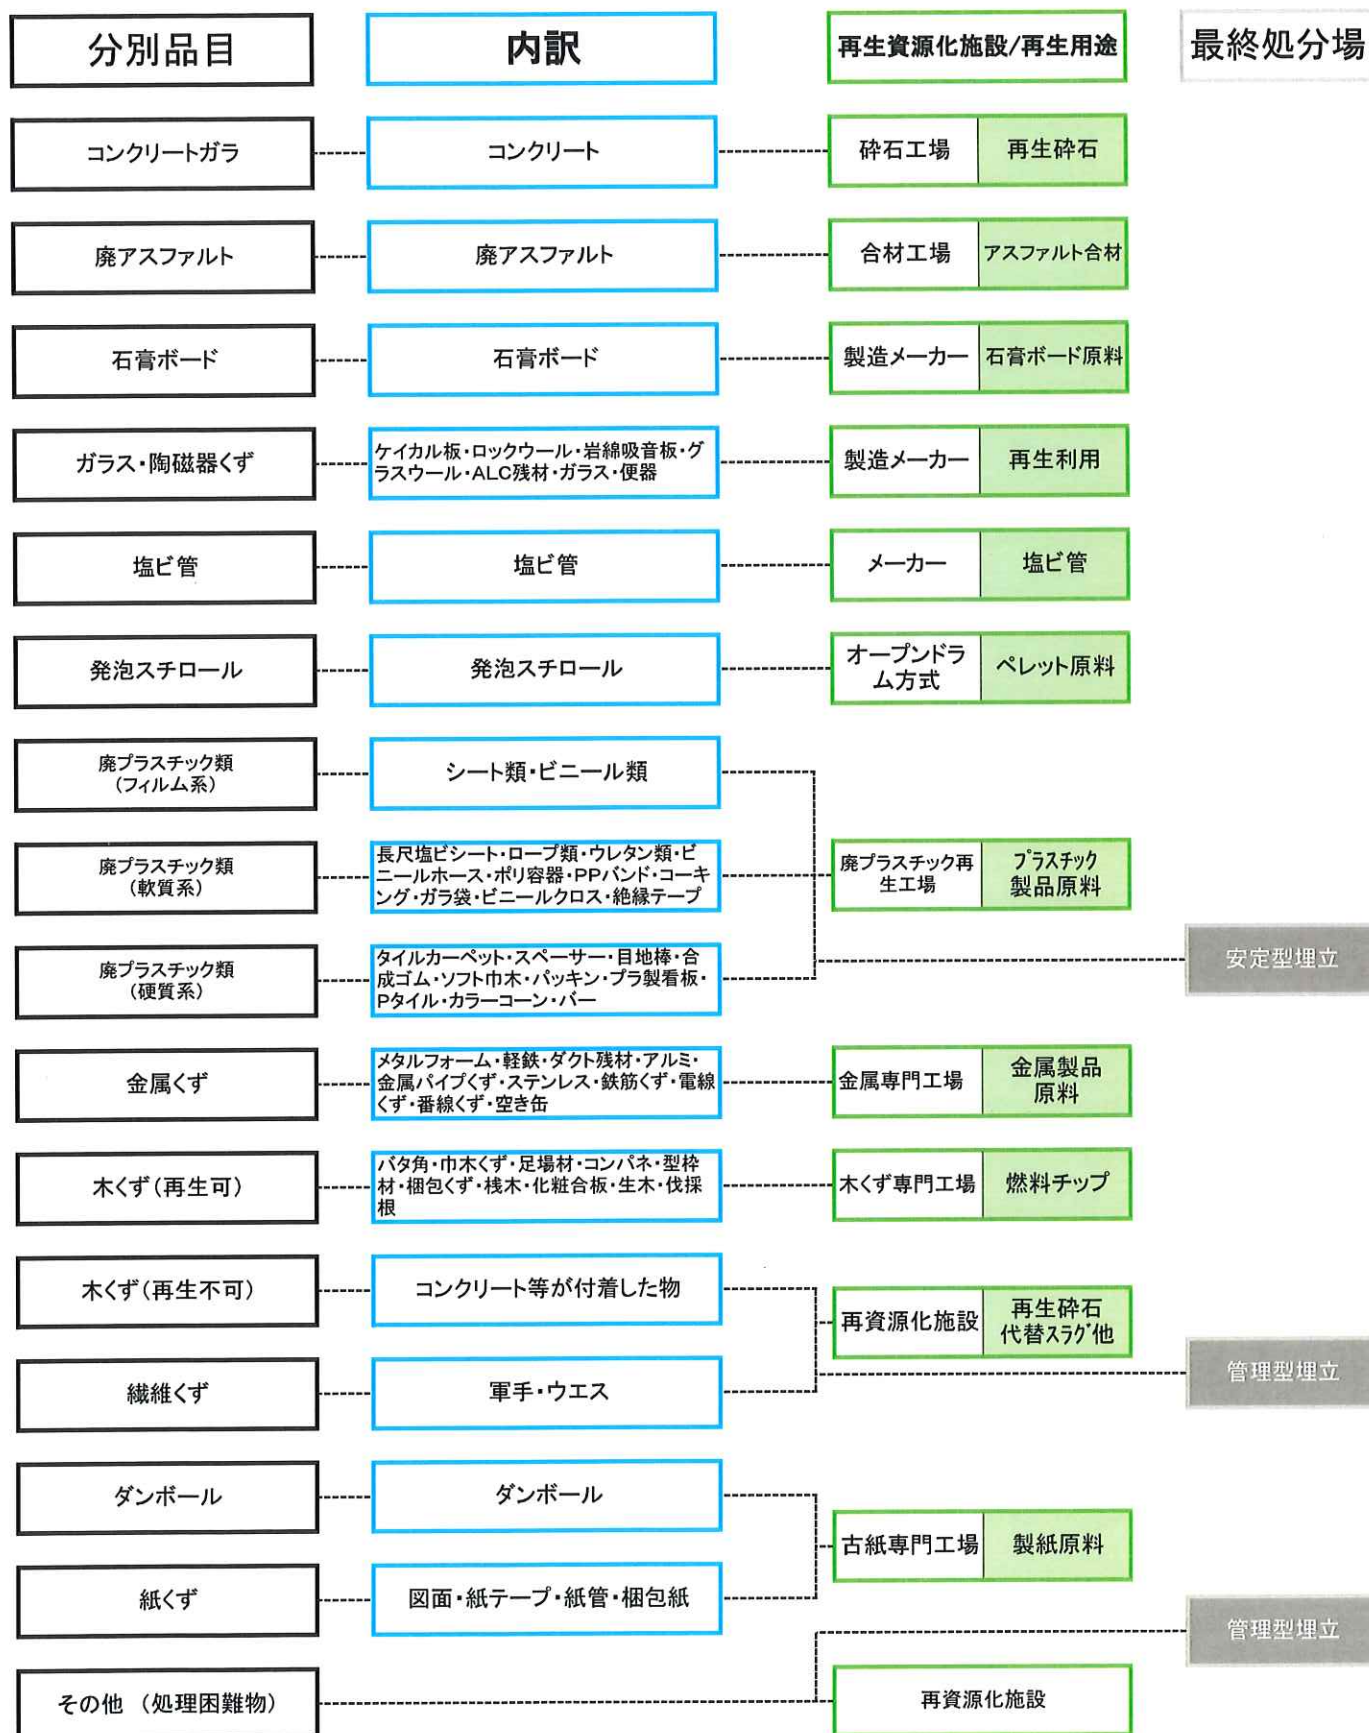 分別品目
内訳
再生資源化施設/再生用途
最終処分場
コンクリートガラ
コンクリート
砕石工場
再生砕石
廃アスファルト
廃アスファルト
合材工場
アスファルト合材
石膏ボード
石膏ボード
製造メーカー
石膏ボード原料
ガラス・陶磁器くず
ケイカル板・ロックウール・岩綿吸音板・グ
ラスウール・ALC残材・ガラス・便器
製造メーカー
再生利用
塩ビ管
塩ビ管
メーカー
塩ビ管
発泡スチロール
発泡スチロール
オープンドラ
ム方式
ペレット原料
廃プラスチック類
(フィルム系)
シート類・ビニール類
廃プラスチック類
(軟質系)
長尺塩ビシート・ロープ類・ウレタン類・ビ
ニールホース・ポリ容器・PPバンド・コーキ
ング・ガラ袋・ビニールクロス・絶縁テープ
廃プラスチック再
生工場
プラスチック
製品原料
廃プラスチック類
(硬質系)
タイルカーペット・スペーサー・目地棒・合
成ゴム・ソフト巾木・パッキン・プラ製看板・
Pタイル・カラーコーン・バー
安定型埋立
金属くず
メタルフォーム・軽鉄・ダクト残材・アルミ・
金属パイプくず・ステンレス・鉄筋くず・電線
くず・番線くず・空き缶
金属専門工場
金属製品
原料
木くず(再生可)
バタ角・巾木くず・足場材・コンパネ・型枠
材・梱包くず・桟木・化粧合板・生木・伐採
根
木くず専門工場
燃料チップ
木くず(再生不可)
コンクリート等が付着した物
再資源化施設
再生砕石
代替スラグ他
繊維くず
軍手・ウエス
管理型埋立
ダンボール
ダンボール
古紙専門工場
製紙原料
紙くず
図面・紙テープ・紙管・梱包紙
管理型埋立
その他 (処理困難物)
再資源化施設